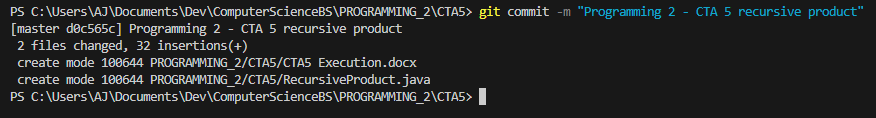 PS C:\Users\AJ\Documents\Dev\ComputerScienceBS\PROGRAMMING_2\CTA5> git commit -m "Programming 2 - CTA 5 recursive product"
[master d0c565c] Programming 2 - CTA 5 recursive product
 2 files changed, 32 insertions(+)
 create mode 100644 PROGRAMMING_2/CTA5/CTA5 Execution.docx
 create mode 100644 PROGRAMMING_2/CTA5/RecursiveProduct.java
PS C:\Users\AJ\Documents\Dev\ComputerScienceBS\PROGRAMMING_2\CTA5>